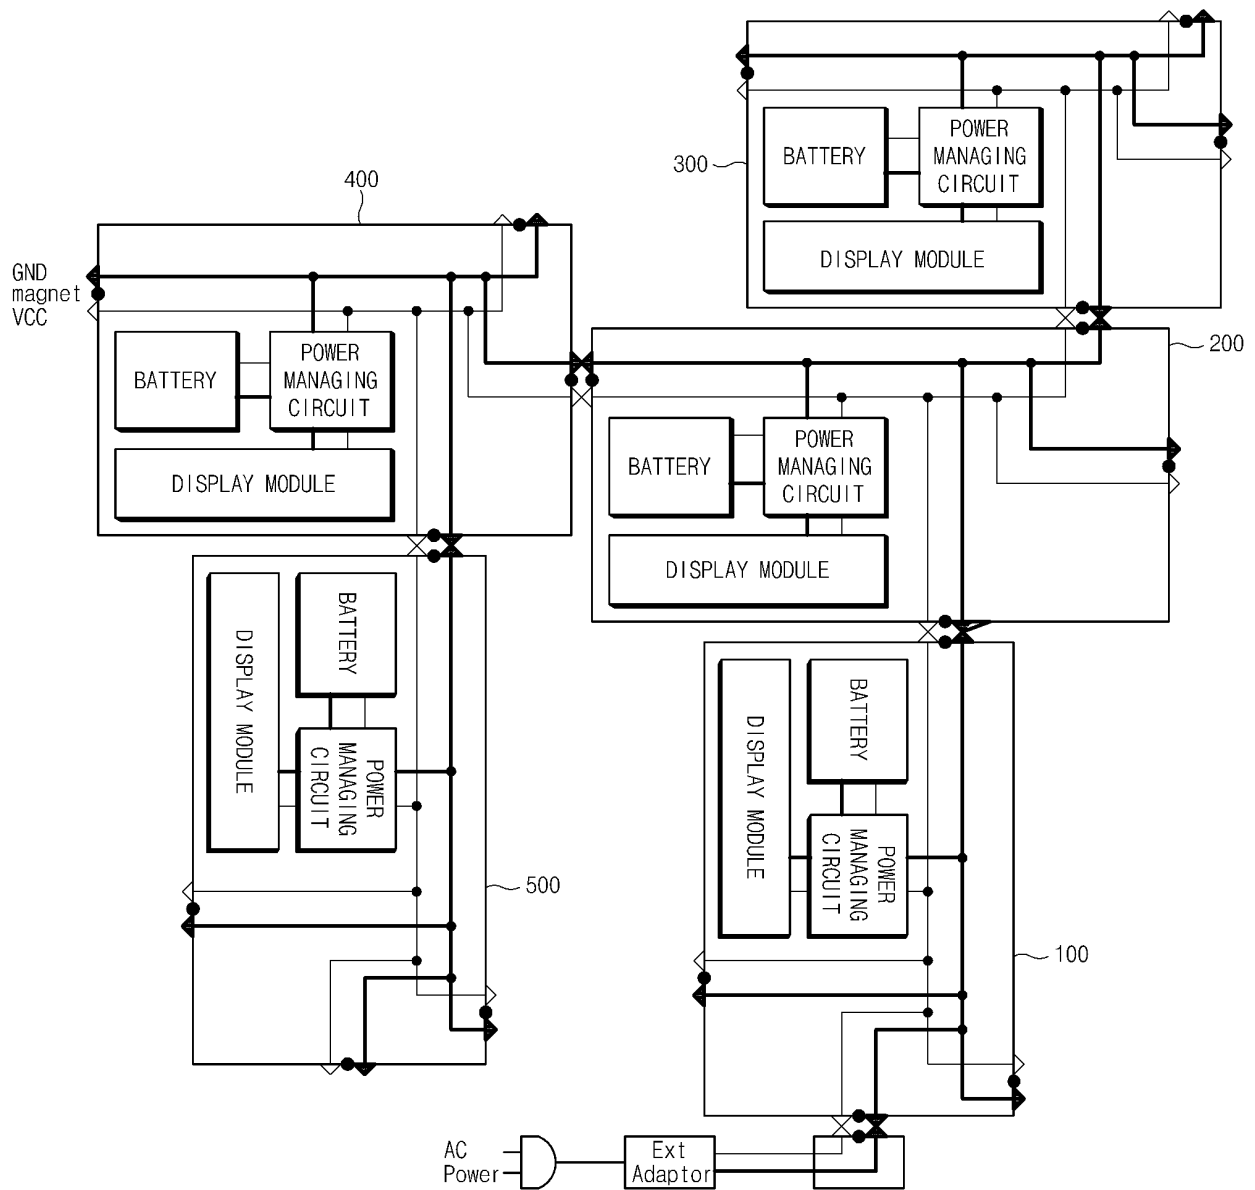 300
BATTERY
POWER
MANAGING
CIRCUIT
DISPLAY MODULE
400
GND
magnet
VCC
BATTERY
POWER
MANAGING
CIRCUIT
DISPLAY MODULE
200
BATTERY
POWER
MANAGING
CIRCUIT
DISPLAY MODULE
DISPLAY MODULE
BATTERY
POWER
MANAGING
CIRCUIT
500
DISPLAY MODULE
BATTERY
POWER
MANAGING
CIRCUIT
100
AC
Power
Ext
Adaptor